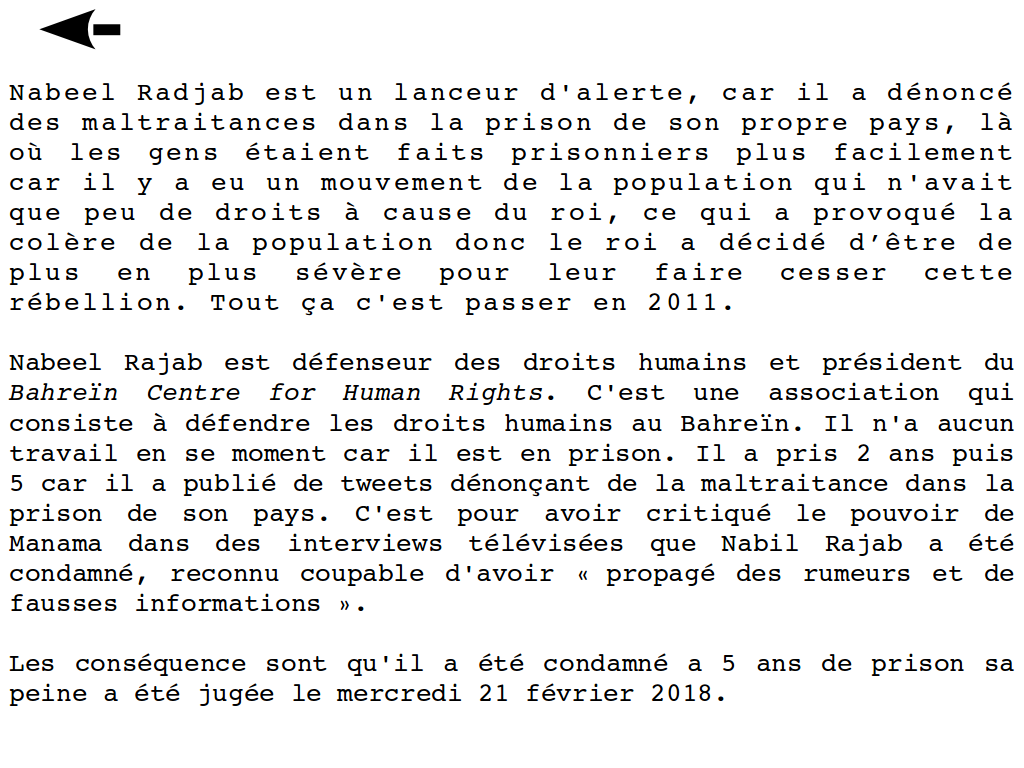 Nabeel Radjab est un lanceur d'alerte, car il a dénoncé
des maltraitances dans la prison de son propre pays, là
où les gens étaient faits prisonniers plus facilement
car il y a eu un mouvement de la population qui n'avait
que peu de droits à cause du roi, ce qui a provoqué la
colère de la population donc le roi a décidé d’être de
plus en plus sévère pour leur faire cesser cette
rébellion. Tout ça c'est passer en 2011.

Nabeel Rajab est défenseur des droits humains et président du
Bahreïn Centre for Human Rights. C'est une association qui
consiste à défendre les droits humains au Bahreïn. Il n'a aucun
travail en se moment car il est en prison. Il a pris 2 ans puis
5 car il a publié de tweets dénonçant de la maltraitance dans la
prison de son pays. C'est pour avoir critiqué le pouvoir de
Manama dans des interviews télévisées que Nabil Rajab a été
condamné, reconnu coupable d'avoir « propagé des rumeurs et de
fausses informations ».

Les conséquence sont qu'il a été condamné a 5 ans de prison sa
peine a été jugée le mercredi 21 février 2018.